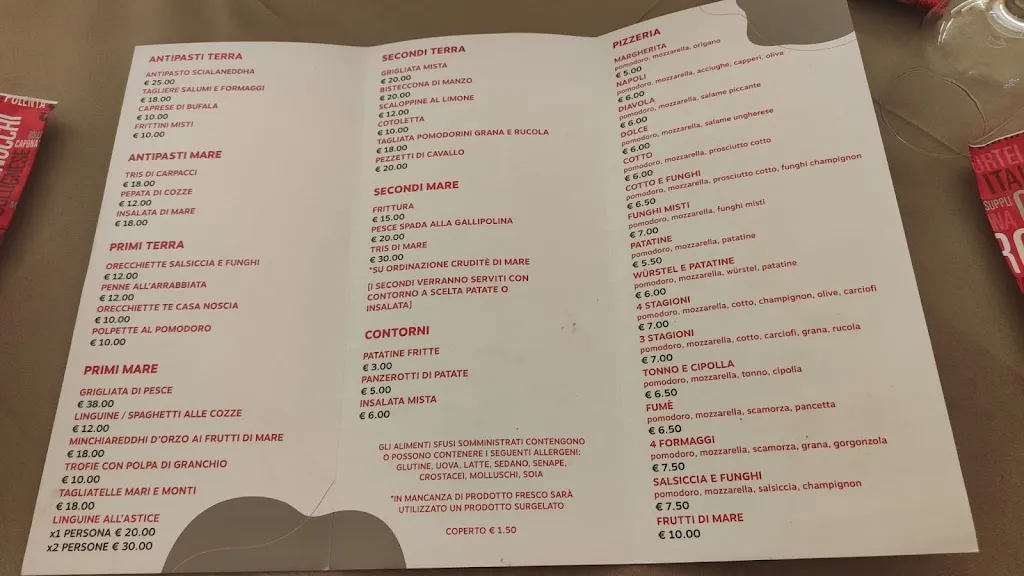 ANTIPASTI TERRA
ANTIPASTO SCIALANEDDHA
€ 25.00
TAGLIERE SALUMI E FORMAGGI
€ 18.00
CAPRESE DI BUFALA
€ 10.00
FRITTINI MISTI
€ 10.00
ANTIPASTI MARE
TRIS DI CARPACCI
€ 18.00
PEPATA DI COZZE
€ 12.00
INSALATA DI MARE
€ 18.00
PRIMI TERRA
ORECCHIETTE SALSICCIA E FUNGHI
€ 12.00
PENNE ALL'ARRABBIATA
€ 12.00
ORECCHIETTE TE CASA NOSCIA
€ 10.00
POLPETTE AL POMODORO
€ 10.00
PRIMI MARE
GRIGLIATA DI PESCE
€ 38.00
LINGUINE / SPAGHETTI ALLE COZZE
€ 12.00
MINCHIAREDDHI D'ORZO AI FRUTTI DI MARE
€ 18.00
TROFIE CON POLPA DI GRANCHIO
€ 10.00
TAGLIATELLE MARI E MONTI
€ 18.00
LINGUINE ALL'ASTICE
x1 PERSONA € 20.00
x2 PERSONE € 30.00
SECONDI TERRA
GRIGLIATA MISTA
€ 20.00
BISTECCONA DI MANZO
€ 20.00
SCALOPPINE AL LIMONE
€ 12.00
COTOLETTA
€ 10.00
TAGLIATA POMODORINI GRANA E RUCOLA
€ 18.00
PEZZETTI DI CAVALLO
€ 20.00
SECONDI MARE
FRITTURA
€ 15.00
PESCE SPADA ALLA GALLIPOLINA
€ 20.00
TRIS DI MARE
€ 30.00
*SU ORDINAZIONE CRUDITÈ DI MARE
[I SECONDI VERRANNO SERVITI CON
CONTORNO A SCELTA PATATE O
INSALATA]
CONTORNI
PATATINE FRITTE
€ 3.00
PANZEROTTI DI PATATE
€ 5.00
INSALATA MISTA
€ 6.00
GLI ALIMENTI SFUSI SOMMINISTRATI CONTENGONO
O POSSONO CONTENERE I SEGUENTI ALLERGENI:
GLUTINE, UOVA, LATTE, SEDANO, SENAPE,
CROSTACEI, MOLLUSCHI, SOIA
*IN MANCANZA DI PRODOTTO FRESCO SARÀ
UTILIZZATO UN PRODOTTO SURGELATO
COPERTO € 1.50
PIZZERIA
MARGHERITA
pomodoro, mozzarella, origano
€ 5.00
NAPOLI
pomodoro, mozzarella, acciughe, capperi, olive
€ 6.00
DIAVOLA
pomodoro, mozzarella, salame piccante
€ 6.00
DOLCE
pomodoro, mozzarella, salame ungherese
€ 6.00
COTTO
pomodoro, mozzarella, prosciutto cotto
€ 6.00
COTTO E FUNGHI
pomodoro, mozzarella, prosciutto cotto, funghi champignon
€ 6.50
FUNGHI MISTI
pomodoro, mozzarella, funghi misti
€ 7.00
PATATINE
pomodoro, mozzarella, patatine
€ 5.50
WÜRSTEL E PATATINE
pomodoro, mozzarella, würstel, patatine
€ 6.00
4 STAGIONI
pomodoro, mozzarella, cotto, champignon, olive, carciofi
€ 7.00
3 STAGIONI
pomodoro, mozzarella, cotto, carciofi, grana, rucola
€ 7.00
TONNO E CIPOLLA
pomodoro, mozzarella, tonno, cipolla
€ 6.50
FUMÈ
pomodoro, mozzarella, scamorza, pancetta
€ 6.50
4 FORMAGGI
pomodoro, mozzarella, scamorza, grana, gorgonzola
€ 7.50
SALSICCIA E FUNGHI
pomodoro, mozzarella, salsiccia, champignon
€ 7.50
FRUTTI DI MARE
€ 10.00
POLENTA
SUPPLI